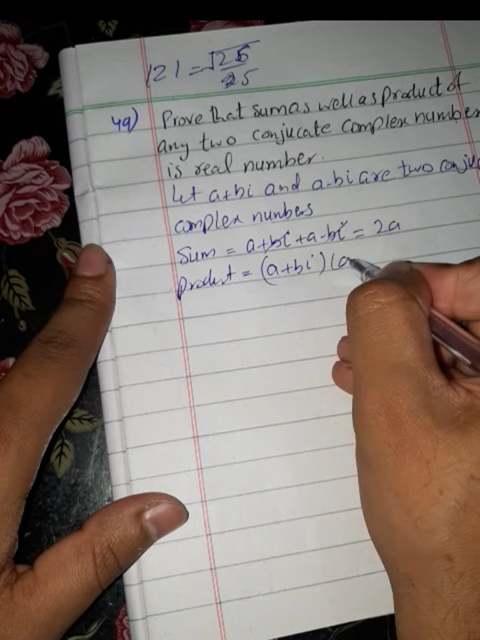 |z| = √25/25
49) Prove that sum as well as Product of
any two conjucate complex number
is real number.
let a+bi and a-bi are two conju
complex numbers
Sum = a+bi+a-bi = 2a
Product = (a+bi)(a